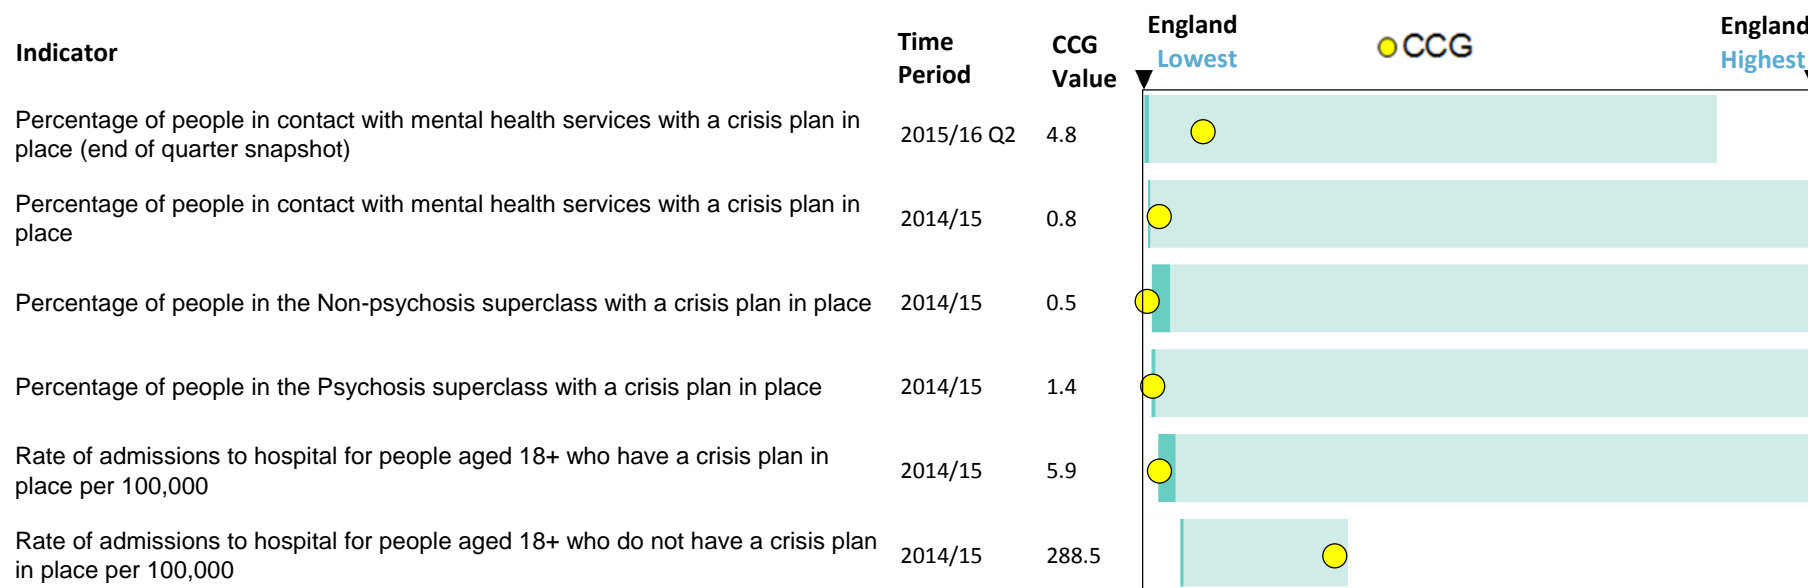 Indicator
Time Period
CCG Value
England Lowest
CCG
England Highest
Percentage of people in contact with mental health services with a crisis plan in
place (end of quarter snapshot)
2015/16 Q2
4.8
Percentage of people in contact with mental health services with a crisis plan in
place
2014/15
0.8
Percentage of people in the Non-psychosis superclass with a crisis plan in place
2014/15
0.5
Percentage of people in the Psychosis superclass with a crisis plan in place
2014/15
1.4
Rate of admissions to hospital for people aged 18+ who have a crisis plan in
place per 100,000
2014/15
5.9
Rate of admissions to hospital for people aged 18+ who do not have a crisis plan
in place per 100,000
2014/15
288.5